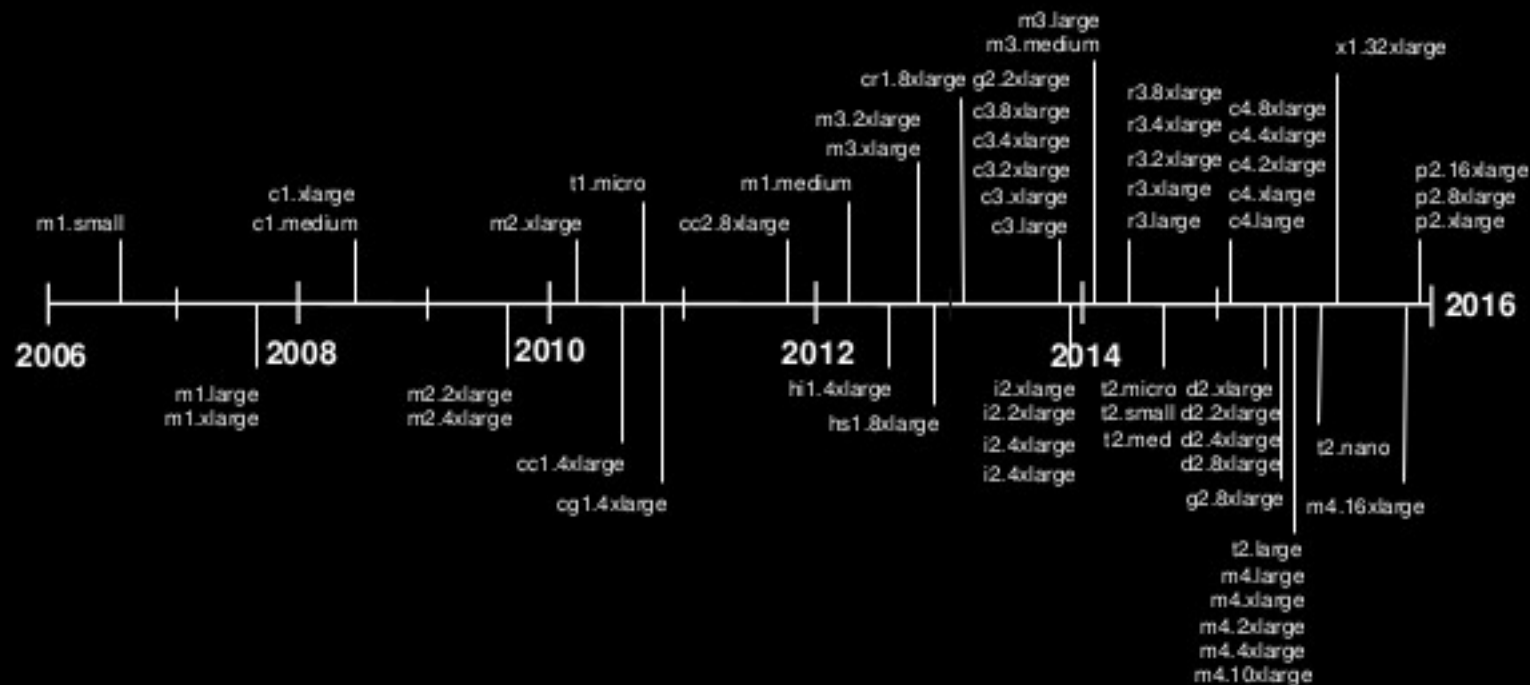 m3.large
m3.medium
x1.32xlarge
cr1.8xlarge g2.2xlarge
r3.8xlarge
c4.8xlarge
c3.8xlarge
m3.2xlarge
r3.4xlarge
c4.4xlarge
c3.4xlarge
m3.xlarge
r3.2xlarge
c4.2xlarge
c3.2xlarge
p2.16xlarge
t1.micro
m1.medium
c3.xlarge
r3.xlarge
c4.xlarge
p2.8xlarge
c1.xlarge
m1.small
c1.medium
m2.xlarge
cc2.8xlarge
c3.large
r3.large
c4.large
p2.xlarge
2006
2008
2010
2012
2014
2016
m1.large
m1.xlarge
m2.2xlarge
m2.4xlarge
cc1.4xlarge
cg1.4xlarge
hi1.4xlarge
hs1.8xlarge
i2.xlarge
i2.2xlarge
i2.4xlarge
i2.4xlarge
t2.micro
t2.small
t2.med
d2.xlarge
d2.2xlarge
d2.4xlarge
d2.8xlarge
g2.8xlarge
t2.nano
m4.16xlarge
t2.large
m4.large
m4.xlarge
m4.2xlarge
m4.4xlarge
m4.10xlarge